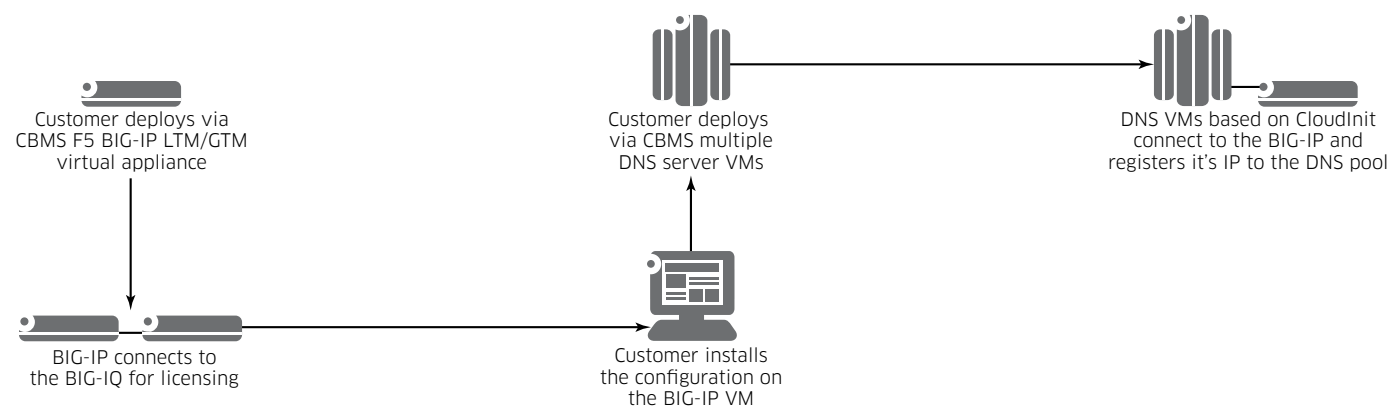 Customer deploys via
CBMS F5 BIG-IP LTM/GTM
virtual appliance
BIG-IP connects to
the BIG-IQ for licensing
Customer installs
the configuration on
the BIG-IP VM
Customer deploys
via CBMS multiple
DNS server VMs
DNS VMs based on CloudInit
connect to the BIG-IP and
registers it's IP to the DNS pool